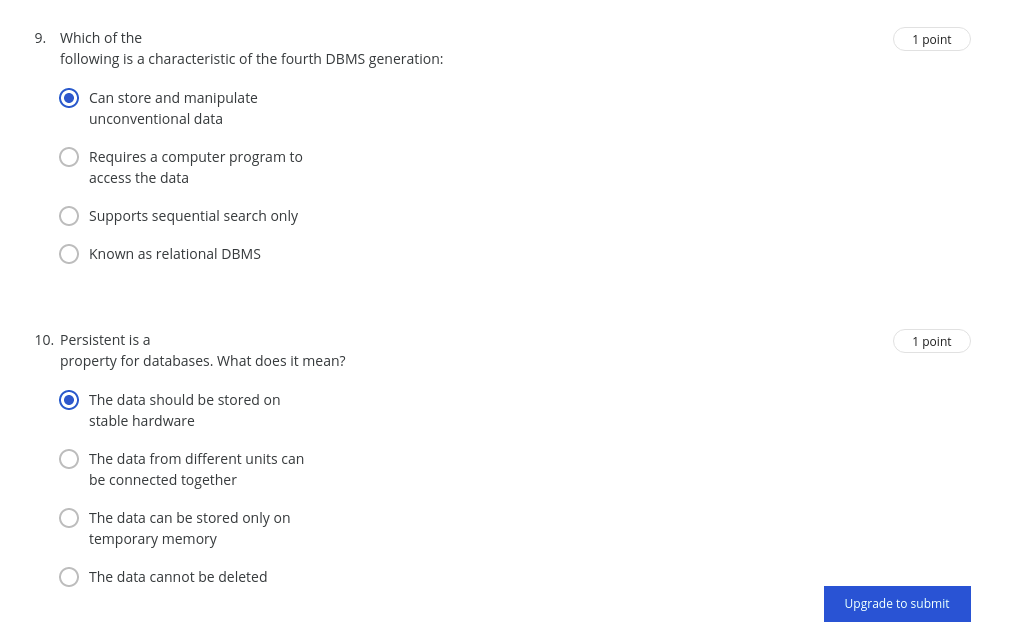 9. Which of the
1 point
following is a characteristic of the fourth DBMS generation:
Can store and manipulate
unconventional data
Requires a computer program to
access the data
Supports sequential search only
Known as relational DBMS
10. Persistent is a
1 point
property for databases. What does it mean?
The data should be stored on
stable hardware
The data from different units can
be connected together
The data can be stored only on
temporary memory
The data cannot be deleted
Upgrade to submit